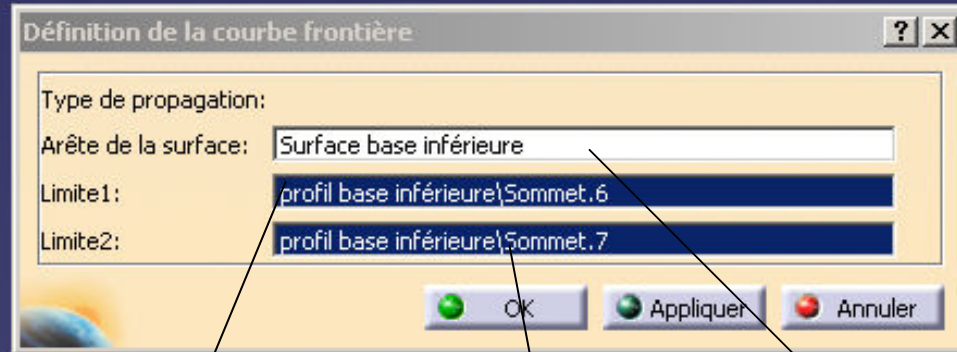 Définition de la courbe frontière ? X
Type de propagation:
Arête de la surface: Surface base inférieure
Limite1: profil base inférieure\Sommet.6
Limite2: profil base inférieure\Sommet.7
OK Appliquer Annuler